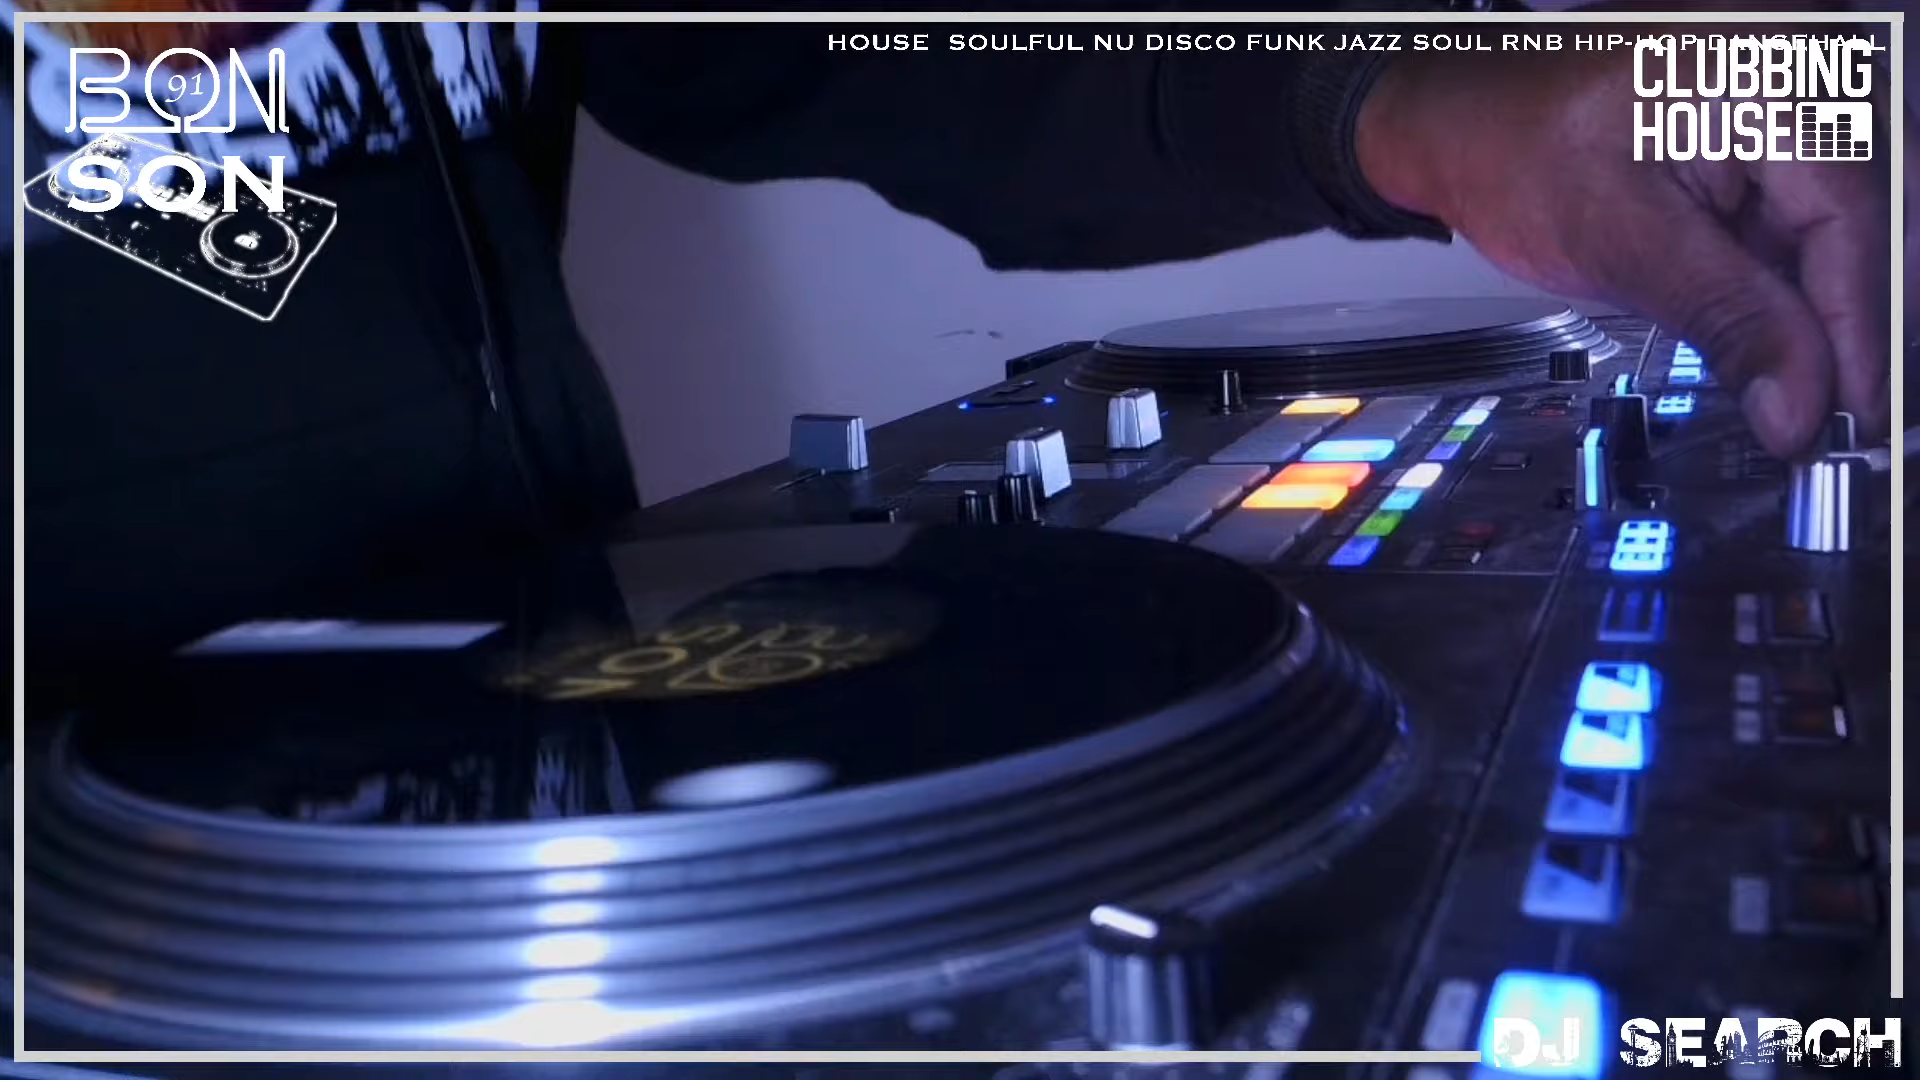 HOUSE SOULFUL NU DISCO FUNK JAZZ SOUL RNB HIP-HOP DANCEHALL
BON
91
SON
CLUBBING
HOUSE
DJ SEARCH